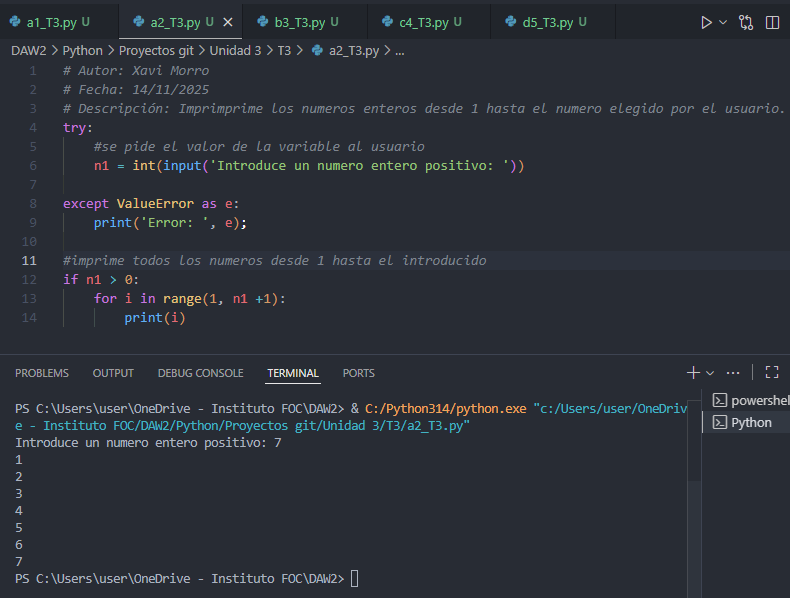 a1_T3.py U a2_T3.py U b3_T3.py U c4_T3.py U d5_T3.py U
DAW2 > Python > Proyectos git > Unidad 3 > T3 > a2_T3.py > ...
1 # Autor: Xavi Morro
2 # Fecha: 14/11/2025
3 # Descripción: Imprimprime los numeros enteros desde 1 hasta el numero elegido por el usuario.
4 try:
5 #se pide el valor de la variable al usuario
6 n1 = int(input('Introduce un numero entero positivo: '))
7
8 except ValueError as e:
9 print('Error: ', e);
10
11 #imprime todos los numeros desde 1 hasta el introducido
12 if n1 > 0:
13 for i in range(1, n1 +1):
14 print(i)
PROBLEMS OUTPUT DEBUG CONSOLE TERMINAL PORTS
PS C:\Users\user\OneDrive - Instituto FOC\DAW2> & C:/Python314/python.exe "c:/Users/user/OneDriv
e - Instituto FOC/DAW2/Python/Proyectos git/Unidad 3/T3/a2_T3.py"
Introduce un numero entero positivo: 7
1
2
3
4
5
6
7
PS C:\Users\user\OneDrive - Instituto FOC\DAW2>
powershel
Python